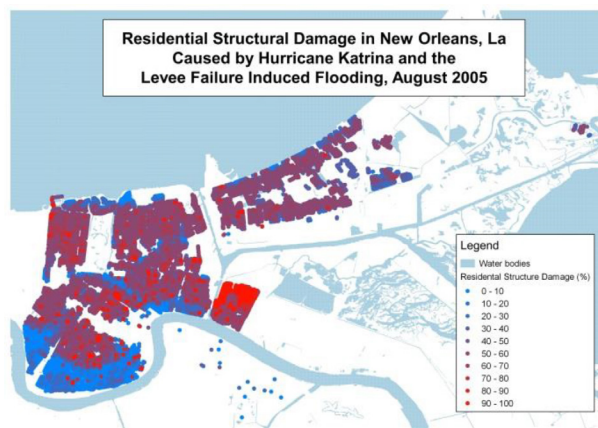 Residential Structural Damage in New Orleans, La
Caused by Hurricane Katrina and the
Levee Failure Induced Flooding, August 2005
Legend
Water bodies
Residental Structure Damage (%)
0 - 10
10 - 20
20 - 30
30 - 40
40 - 50
50 - 60
60 - 70
70 - 80
80 - 90
90 - 100